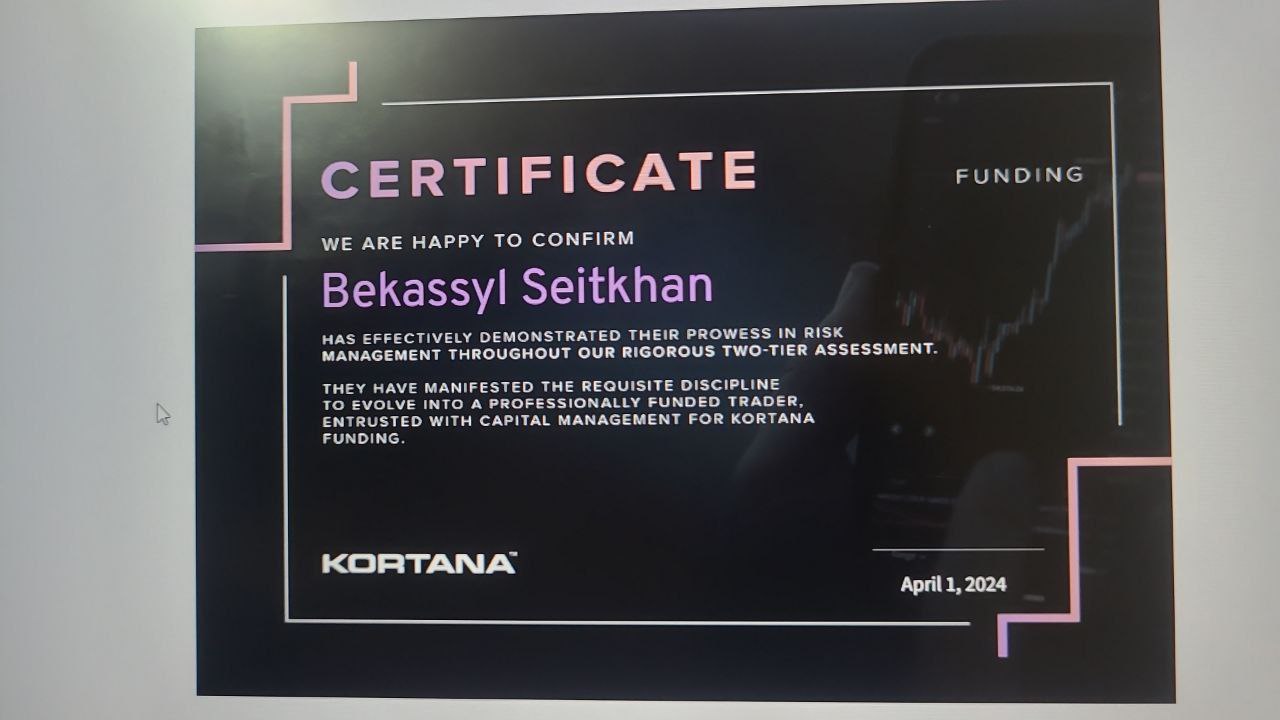 CERTIFICATE
FUNDING
WE ARE HAPPY TO CONFIRM
Bekassyl Seitkhan
HAS EFFECTIVELY DEMONSTRATED THEIR PROWESS IN RISK
MANAGEMENT THROUGHOUT OUR RIGOROUS TWO-TIER ASSESSMENT.
THEY HAVE MANIFESTED THE REQUISITE DISCIPLINE
TO EVOLVE INTO A PROFESSIONALLY FUNDED TRADER,
ENTRUSTED WITH CAPITAL MANAGEMENT FOR KORTANA
FUNDING.
KORTANA™
April 1, 2024